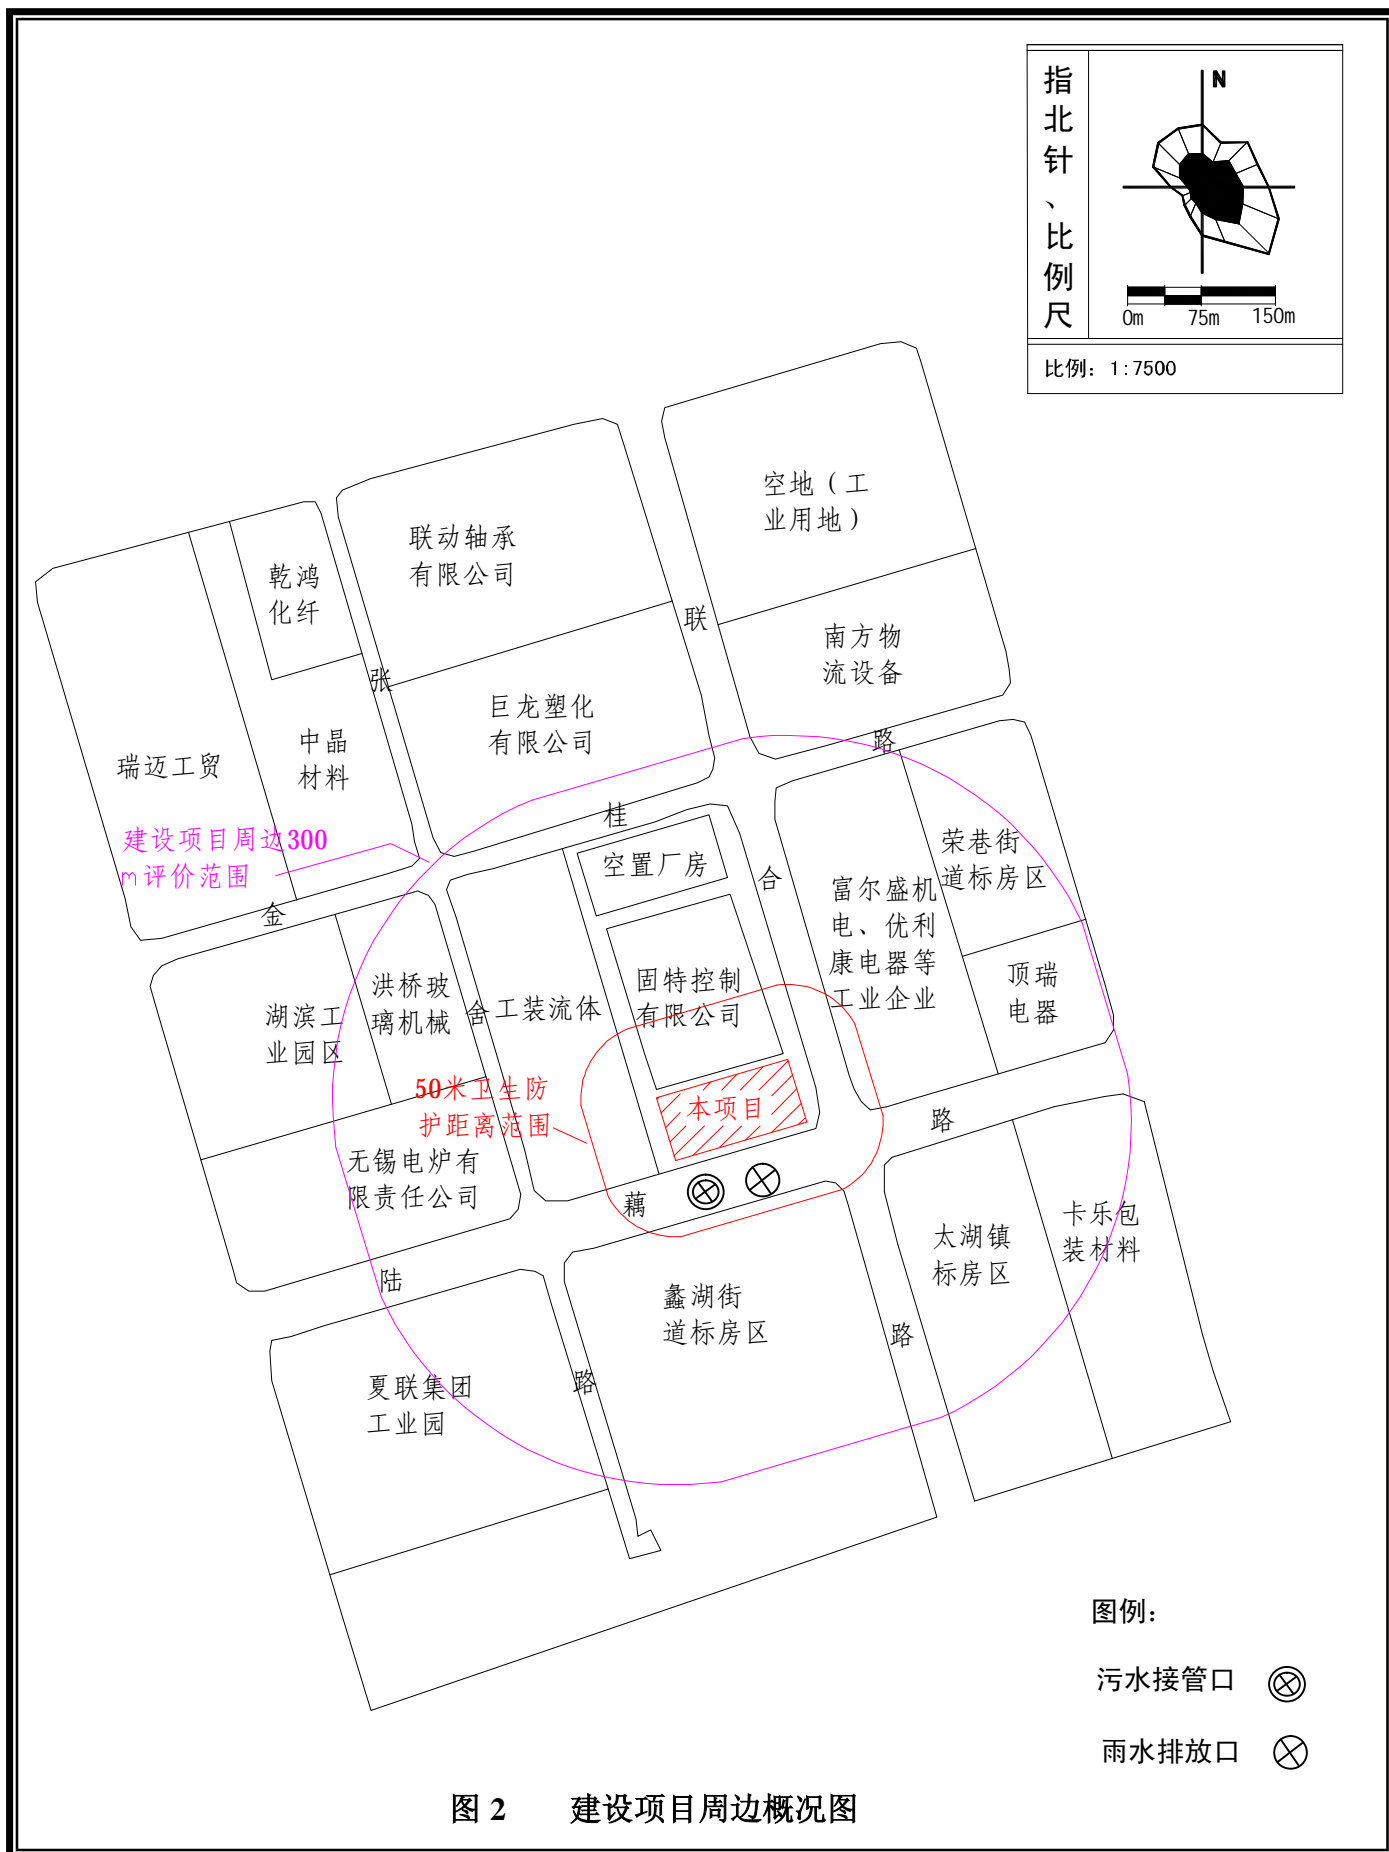 指北针、比例尺
N
0m 75m 150m
比例：1:7500
空地（工
业用地）
联动轴承
有限公司
乾鸿
化纤
联
南方物
流设备
张
巨龙塑化
有限公司
中晶
材料
瑞迈工贸
路
桂
建设项目周边300
m评价范围
荣巷街
道标房区
空置厂房
合
富尔盛机
电、优利
康电器等
工业企业
金
洪桥玻
璃机械
固特控制
有限公司
顶瑞
电器
湖滨工
业园区
舍
工装流体
50米卫生防
护距离范围
本项目
路
无锡电炉有
限责任公司
藕
太湖镇
标房区
卡乐包
装材料
陆
蠡湖街
道标房区
路
路
夏联集团
工业园
图例：
污水接管口
雨水排放口
图 2 建设项目周边概况图